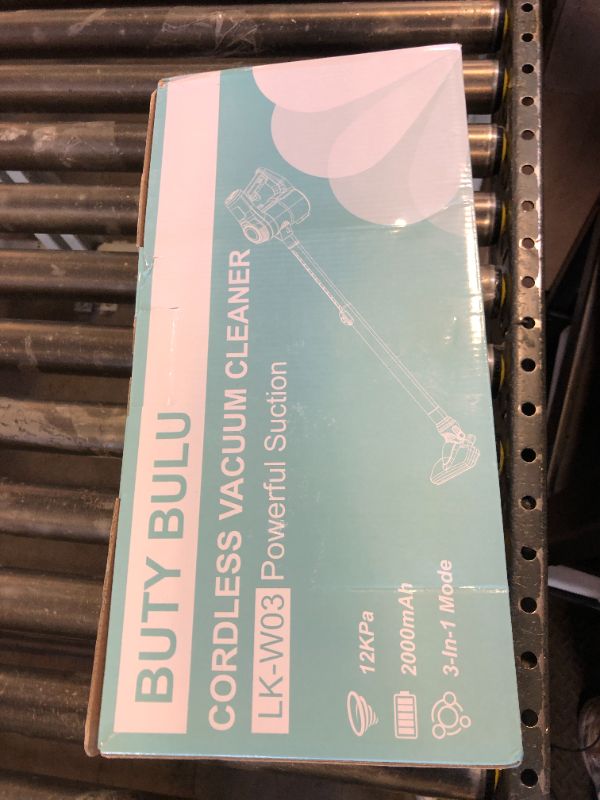 BUTY BULU
CORDLESS VACUUM CLEANER
LK-W03 Powerful Suction
12KPa
2000mAh
3-In-1 Mode